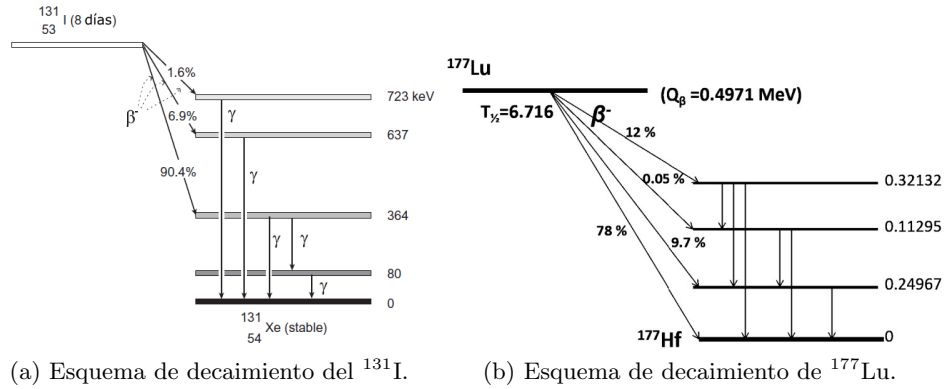 131
53 I (8 días)
1.6%
723 keV
β-
γ
6.9%
637
γ
90.4%
364
γ
γ
80
γ
0
131
54 Xe (stable)
(a) Esquema de decaimiento del 131I.
177Lu
(Qβ =0.4971 MeV)
T½=6.716
β-
12 %
0.05 %
0.32132
78 %
9.7 %
0.11295
0.24967
177Hf
0
(b) Esquema de decaimiento de 177Lu.